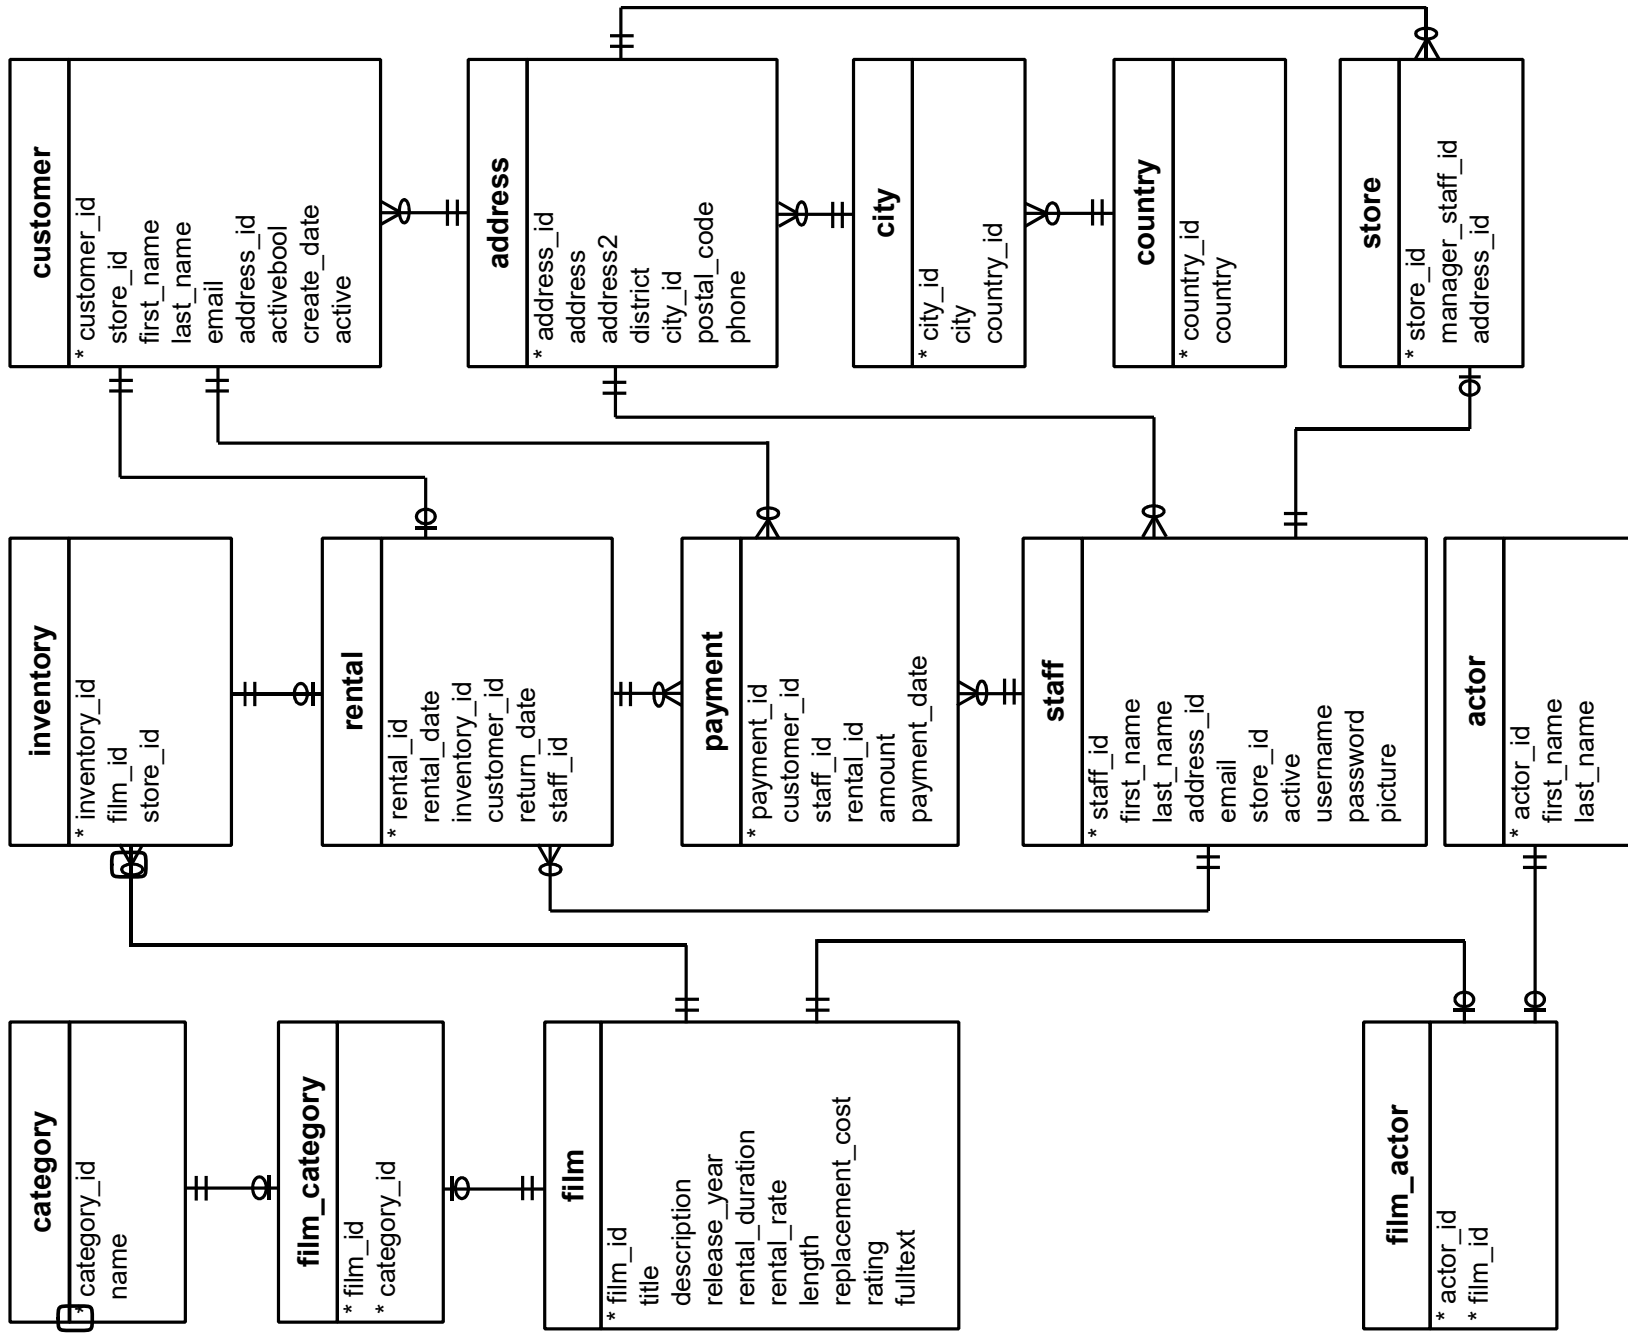 category
* category_id
name
film_category
* film_id
* category_id
film
* film_id
title
description
release_year
rental_duration
rental_rate
length
replacement_cost
rating
fulltext
film_actor
* actor_id
* film_id
inventory
* inventory_id
film_id
store_id
rental
* rental_id
rental_date
inventory_id
customer_id
return_date
staff_id
payment
* payment_id
customer_id
staff_id
rental_id
amount
payment_date
staff
* staff_id
first_name
last_name
address_id
email
store_id
active
username
password
picture
actor
* actor_id
first_name
last_name
customer
* customer_id
store_id
first_name
last_name
email
address_id
activebool
create_date
active
address
* address_id
address
address2
district
city_id
postal_code
phone
city
* city_id
city
country_id
country
* country_id
country
store
* store_id
manager_staff_id
address_id